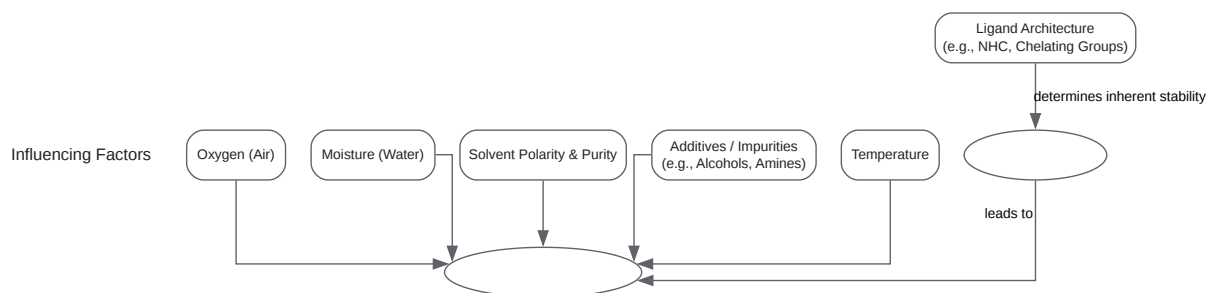 Ligand Architecture
(e.g., NHC, Chelating Groups)
determines inherent stability
Influencing Factors
Oxygen (Air)
Moisture (Water)
Solvent Polarity & Purity
Additives / Impurities
(e.g., Alcohols, Amines)
Temperature
leads to